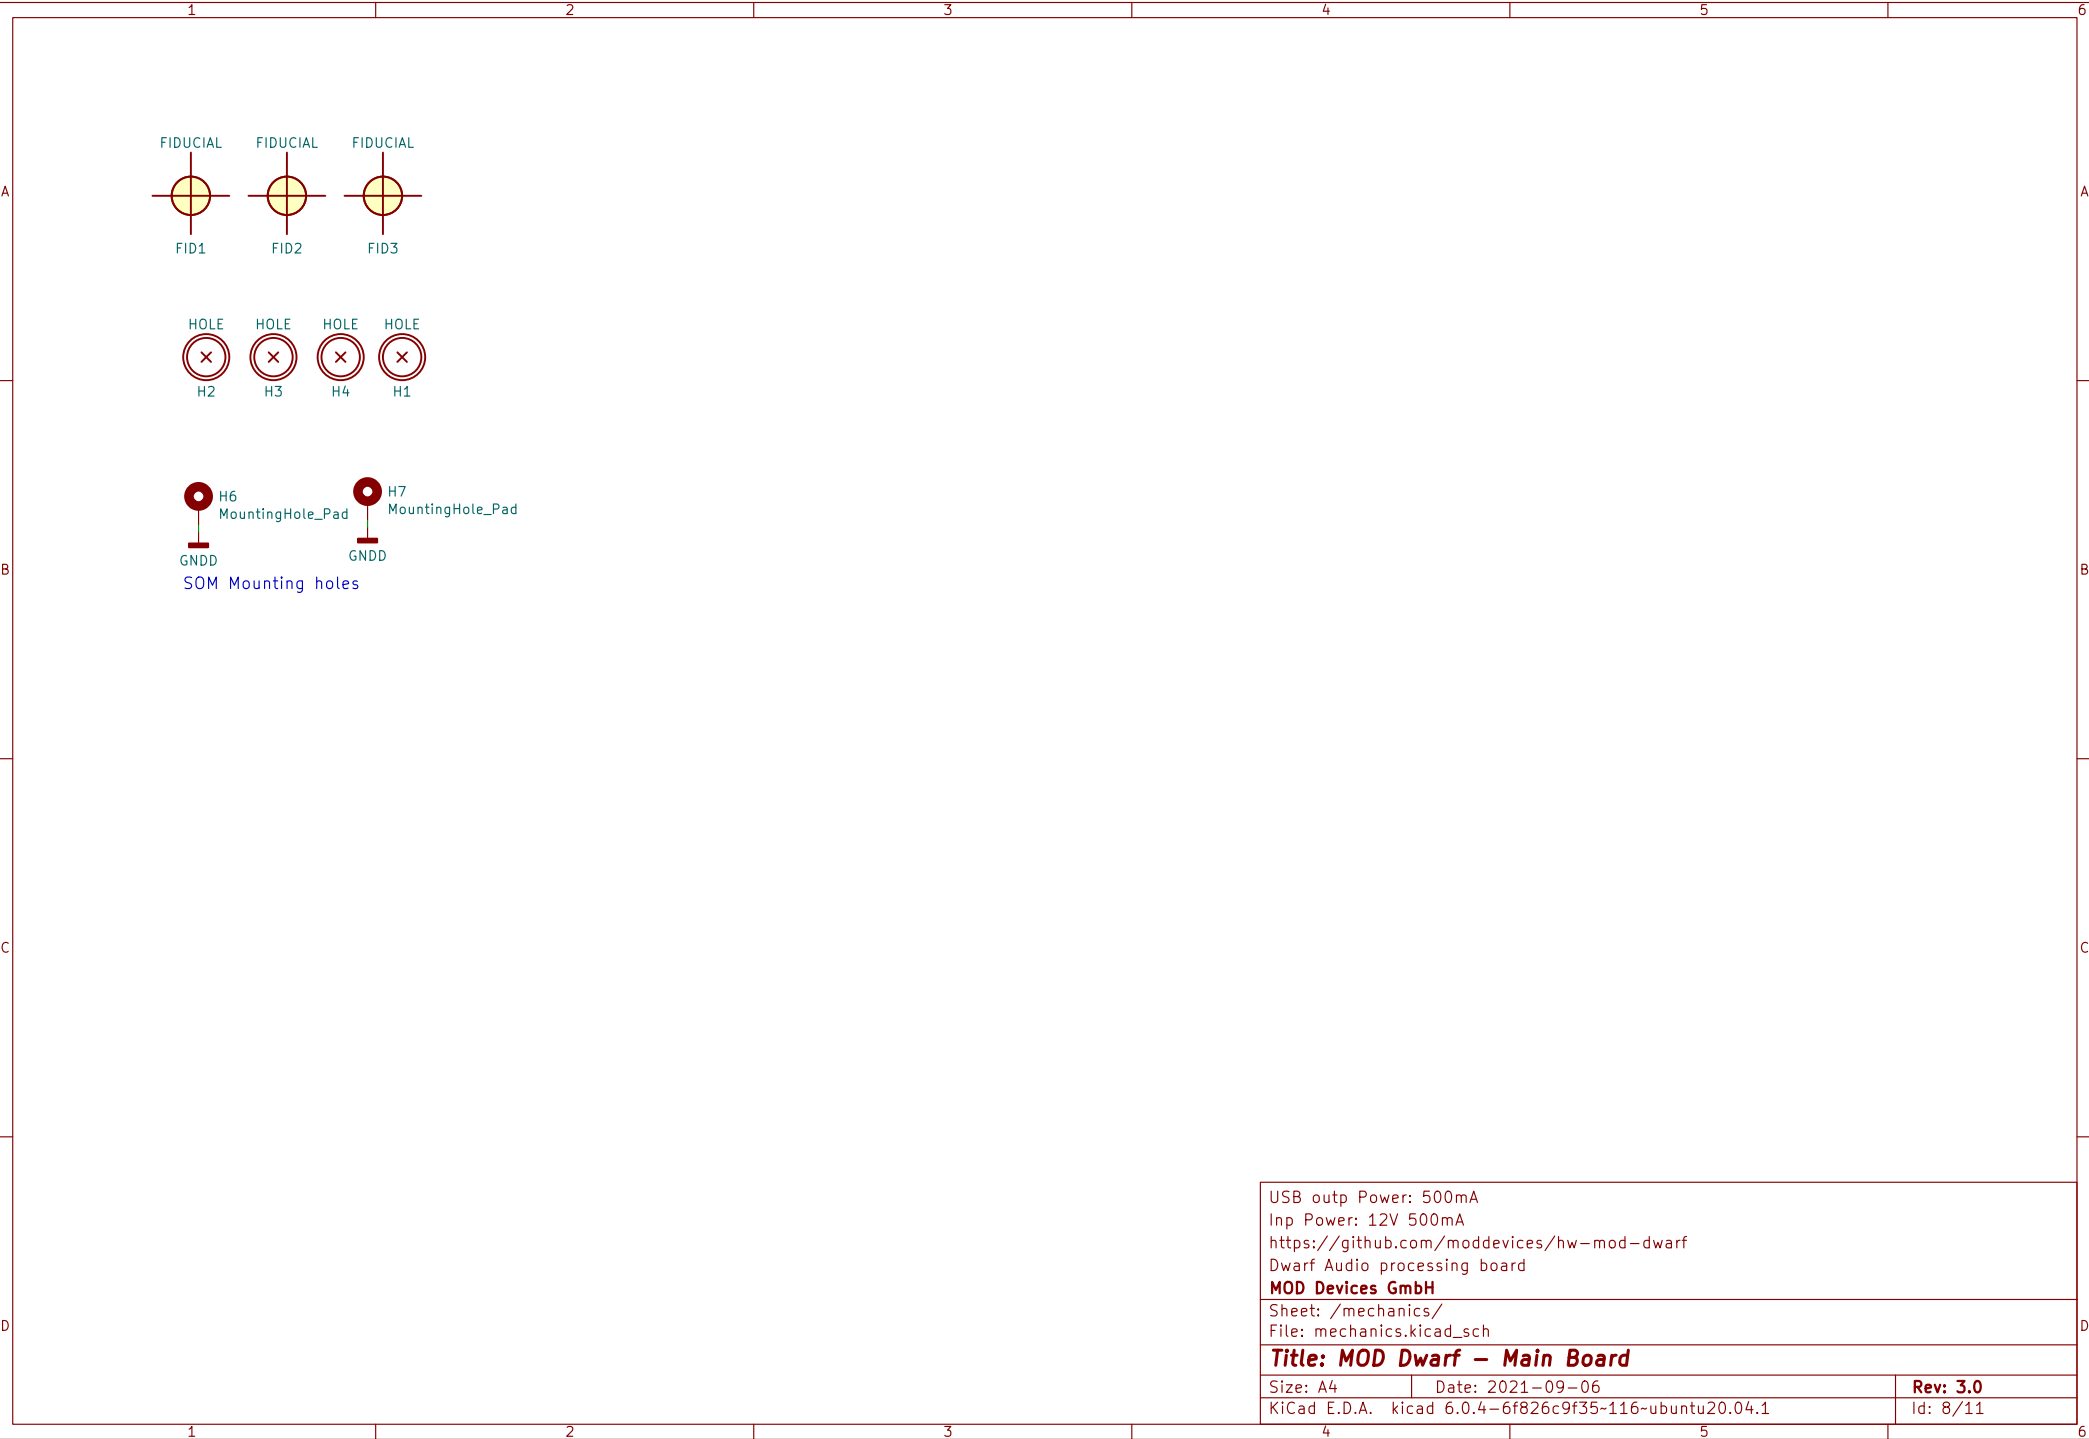 1 2 3 4 5 6
FIDUCIAL FIDUCIAL FIDUCIAL
A A
FID1 FID2 FID3
HOLE HOLE HOLE HOLE
H2 H3 H4 H1
H6
MountingHole_Pad
H7
MountingHole_Pad
GNDD GNDD
B B
SOM Mounting holes
C C
USB outp Power: 500mA
Inp Power: 12V 500mA
https://github.com/moddevices/hw-mod-dwarf
Dwarf Audio processing board
MOD Devices GmbH
Sheet: /mechanics/
D D
File: mechanics.kicad_sch
Title: MOD Dwarf - Main Board
Size: A4 Date: 2021-09-06 Rev: 3.0
KiCad E.D.A. kicad 6.0.4-6f826c9f35~116~ubuntu20.04.1 Id: 8/11
1 2 3 4 5 6